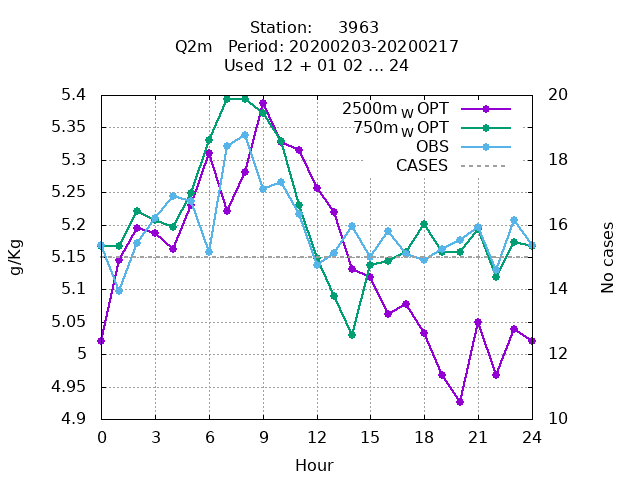 Station: 3963
Q2m Period: 20200203-20200217
Used 12 + 01 02 ... 24
5.4
5.35
5.3
5.25
5.2
5.15
5.1
5.05
5
4.95
4.9
g/Kg
20
18
16
14
12
10
No cases
2500m W OPT
750m W OPT
OBS
CASES
0 3 6 9 12 15 18 21 24
Hour